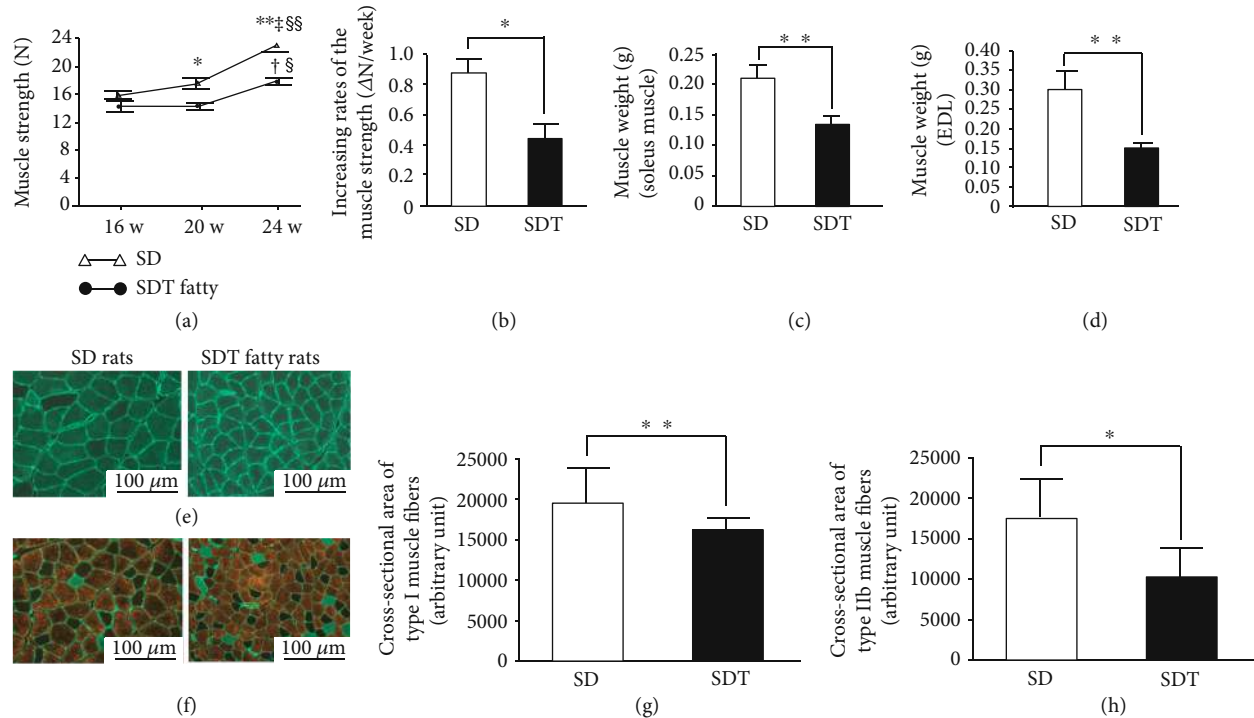 Muscle strength (N)
24
20
16
12
8
4
0
**‡§§
*
† §
16 w 20 w 24 w
SD
SDT fatty
(a)
Increasing rates of the
muscle strength (ΔN/week)
1.0
0.8
0.6
0.4
0.2
0
*
SD SDT
(b)
Muscle weight (g)
(soleus muscle)
0.25
0.20
0.15
0.10
0.05
0
* *
SD SDT
(c)
Muscle weight (g)
(EDL)
0.40
0.35
0.30
0.25
0.20
0.15
0.10
0.05
0.00
* *
SD SDT
(d)
SD rats SDT fatty rats
100 μm 100 μm
(e)
100 μm 100 μm
(f)
Cross-sectional area of
type I muscle fibers
(arbitrary unit)
25000
20000
15000
10000
5000
0
* *
SD SDT
(g)
Cross-sectional area of
type IIb muscle fibers
(arbitrary unit)
25000
20000
15000
10000
5000
0
*
SD SDT
(h)